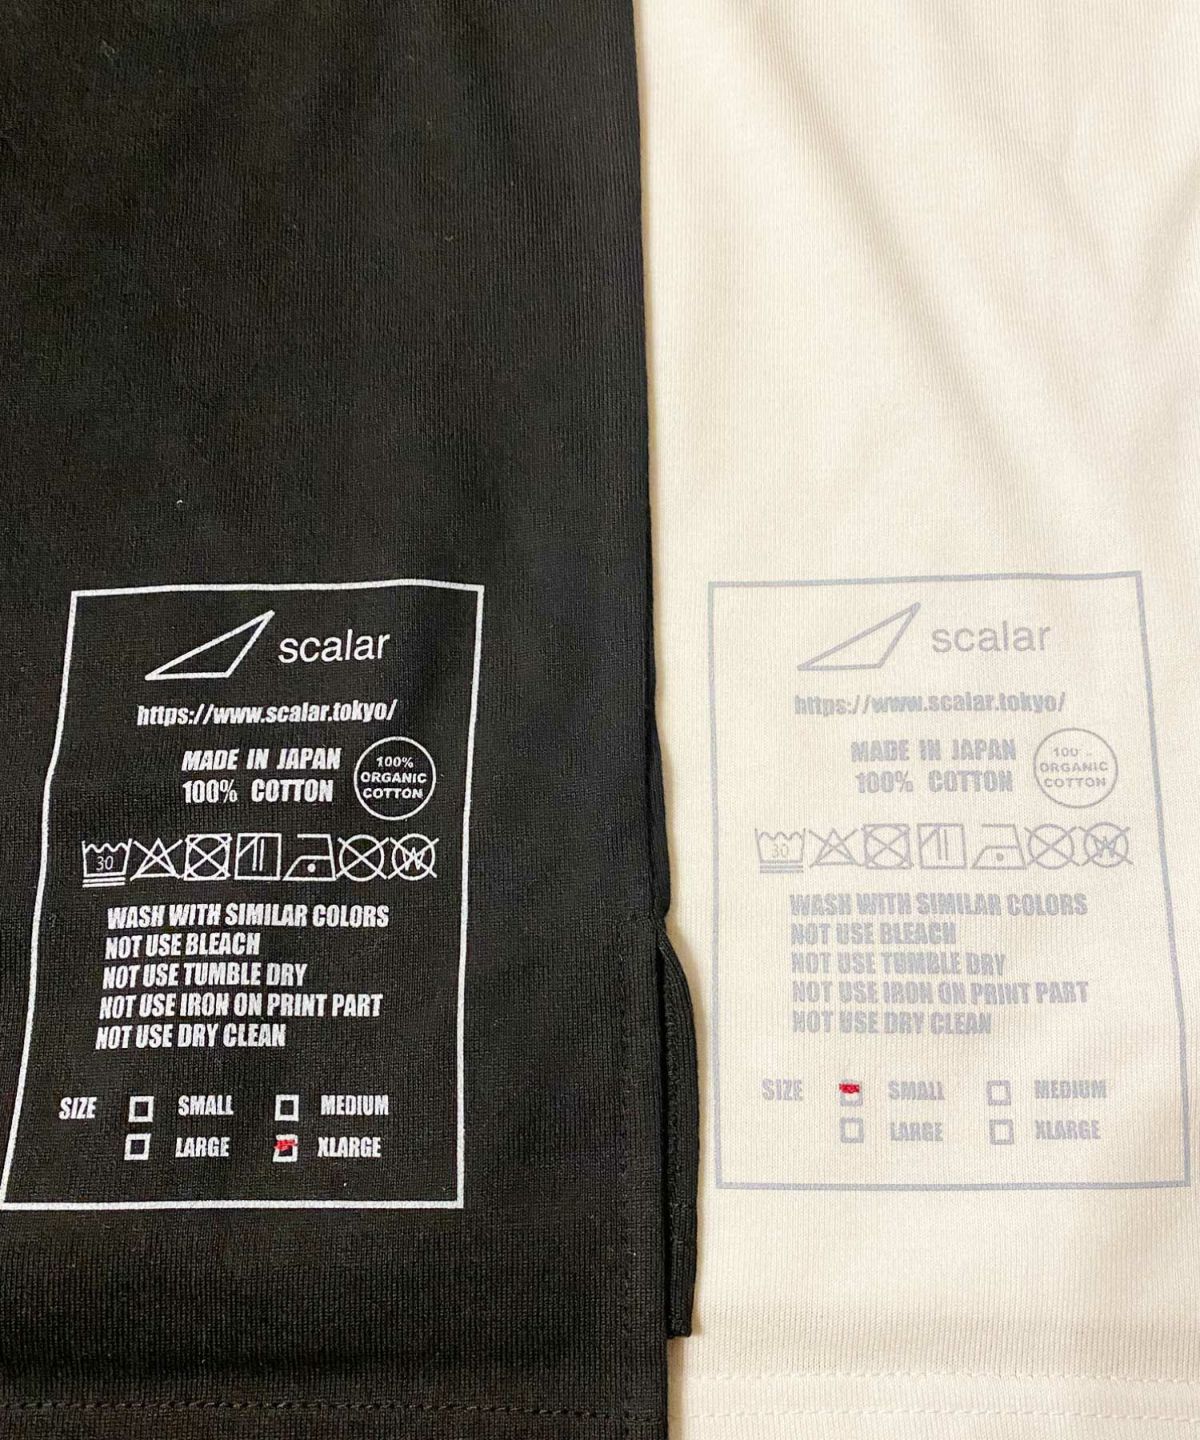 scalar
https://www.scalar.tokyo/
MADE IN JAPAN
100% COTTON
100%
ORGANIC
COTTON
30
WASH WITH SIMILAR COLORS
NOT USE BLEACH
NOT USE TUMBLE DRY
NOT USE IRON ON PRINT PART
NOT USE DRY CLEAN
SIZE SMALL MEDIUM
LARGE XLARGE
scalar
https://www.scalar.tokyo/
MADE IN JAPAN
100% COTTON
100
ORGANIC
COTTON
30
WASH WITH SIMILAR COLORS
NOT USE BLEACH
NOT USE TUMBLE DRY
NOT USE IRON ON PRINT PART
NOT USE DRY CLEAN
SIZE SMALL MEDIUM
LARGE XLARGE